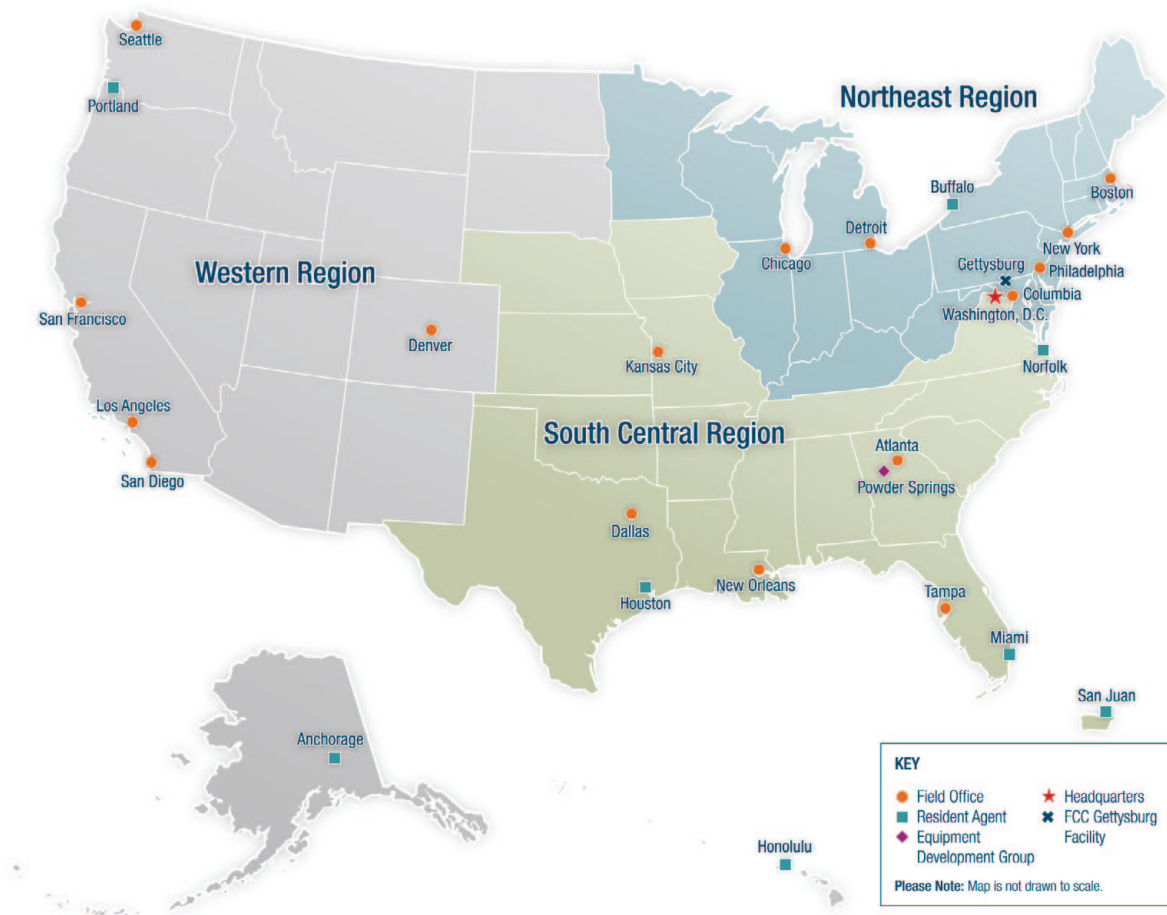 Seattle
Portland
Northeast Region
Buffalo
Boston
Detroit
New York
Chicago
Gettysburg
Philadelphia
Western Region
Columbia
Washington, D.C.
San Francisco
Denver
Kansas City
Norfolk
Los Angeles
South Central Region
Atlanta
San Diego
Powder Springs
Dallas
New Orleans
Houston
Tampa
Miami
San Juan
Anchorage
Honolulu
KEY
Field Office
Resident Agent
Equipment
Development Group
Headquarters
FCC Gettysburg
Facility
Please Note: Map is not drawn to scale.